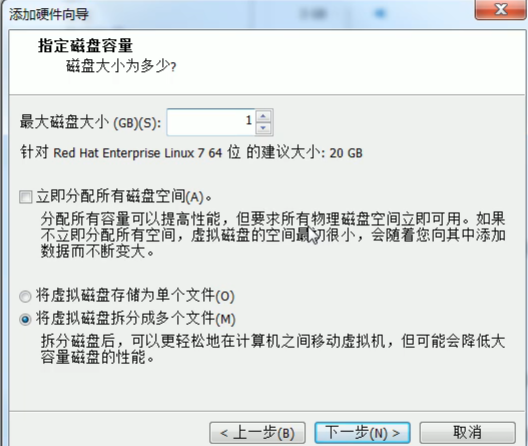 添加硬件向导
指定磁盘容量
磁盘大小为多少?
最大磁盘大小 (GB)(S): 1
针对 Red Hat Enterprise Linux 7 64 位 的建议大小: 20 GB
立即分配所有磁盘空间(A)。
分配所有容量可以提高性能，但要求所有物理磁盘空间立即可用。如果
不立即分配所有空间，虚拟磁盘的空间最初很小，会随着您向其中添加
数据而不断变大。
将虚拟磁盘存储为单个文件(O)
将虚拟磁盘拆分成多个文件(M)
拆分磁盘后，可以更轻松地在计算机之间移动虚拟机，但可能会降低大
容量磁盘的性能。
< 上一步(B) 下一步(N) > 取消